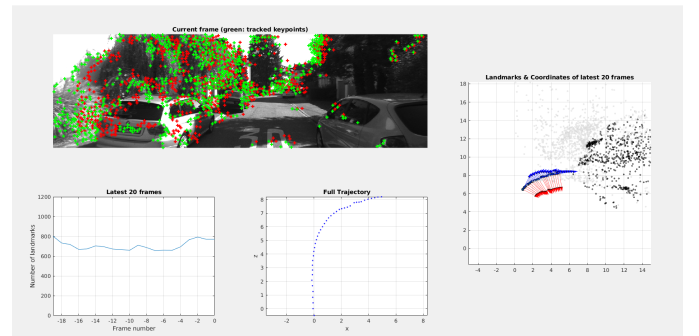 Current frame (green: tracked keypoints)
Landmarks & Coordinates of latest 20 frames
18
16
14
12
10
8
6
4
2
0
-4 -2 0 2 4 6 8 10 12 14
Latest 20 frames
1200
1000
800
600
400
200
0
Number of landmarks
-18 -16 -14 -12 -10 -8 -6 -4 -2 0
Frame number
Full Trajectory
8
7
6
5
4
3
2
1
0
z
-2 0 2 4 6 8
x